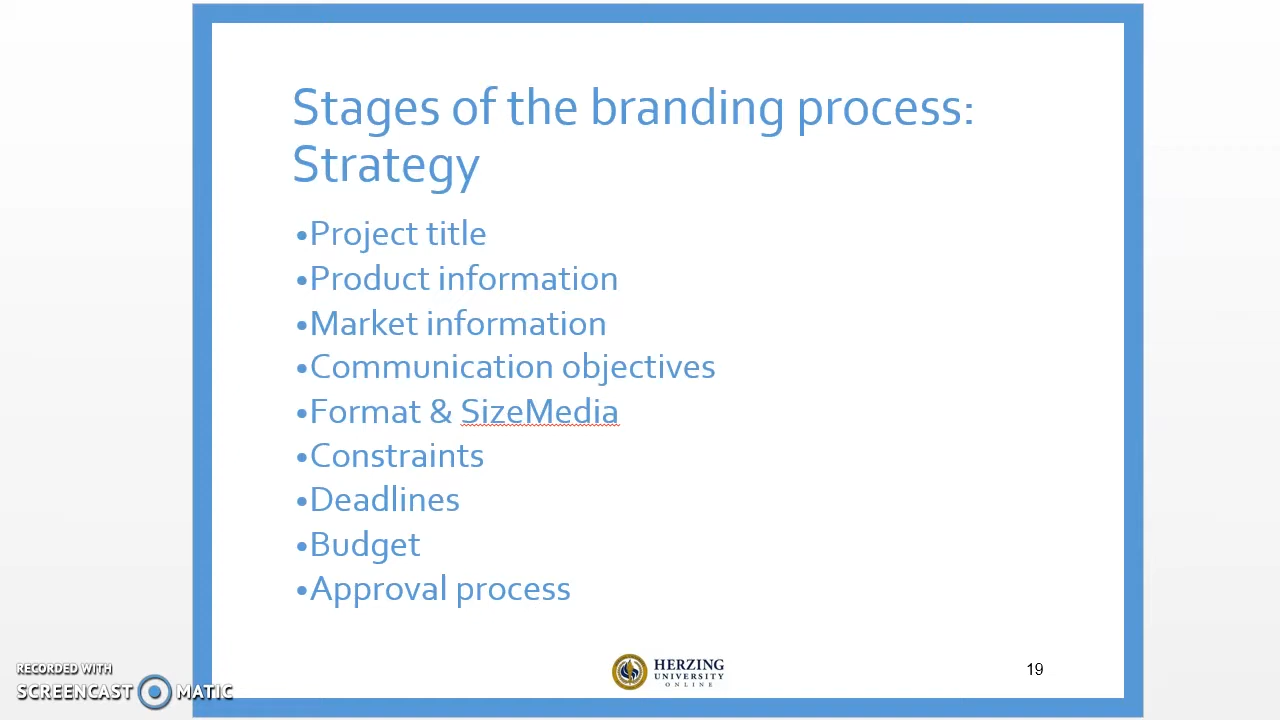 Stages of the branding process:
Strategy
•Project title
•Product information
•Market information
•Communication objectives
•Format & SizeMedia
•Constraints
•Deadlines
•Budget
•Approval process
HERZING
UNIVERSITY
ONLINE
19
RECORDED WITH
SCREENCAST MATIC